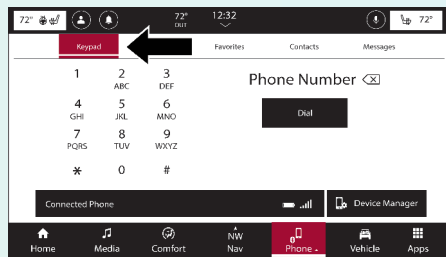 72° 72° OUT 12:32 72°
Keypad Favorites Contacts Messages
1 2 ABC 3 DEF
Phone Number
4 GHI 5 JKL 6 MNO
Dial
7 PQRS 8 TUV 9 WXYZ
* 0 #
Connected Phone Device Manager
Home Media Comfort NW Nav Phone Vehicle Apps